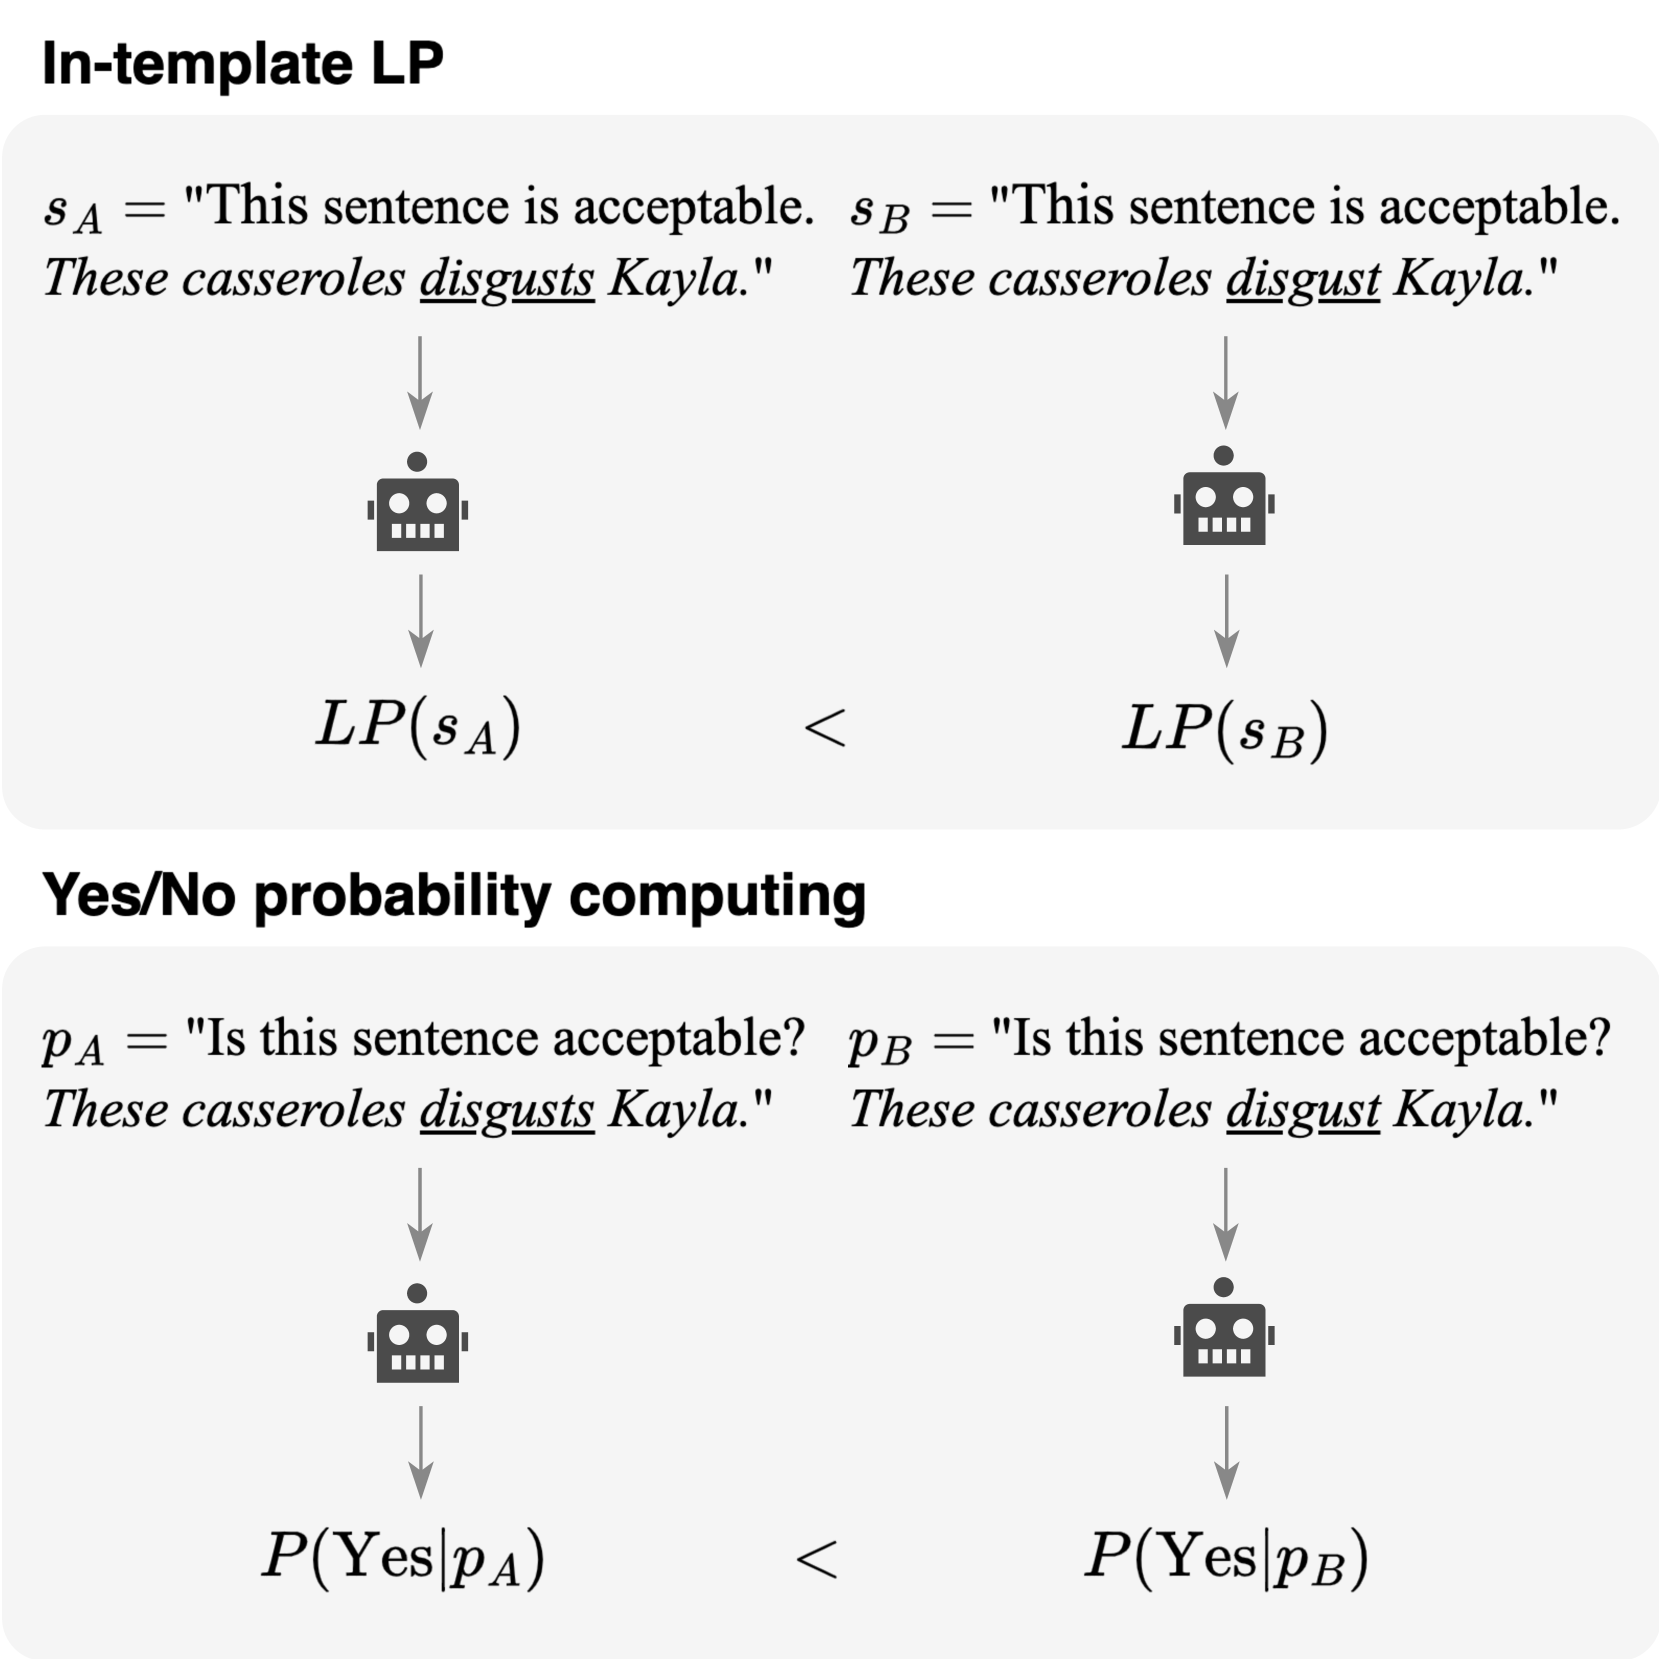 In-template LP
s_A = "This sentence is acceptable.
These casseroles disgusts Kayla."
s_B = "This sentence is acceptable.
These casseroles disgust Kayla."
LP(s_A) < LP(s_B)
Yes/No probability computing
p_A = "Is this sentence acceptable?
These casseroles disgusts Kayla."
p_B = "Is this sentence acceptable?
These casseroles disgust Kayla."
P(Yes|p_A) < P(Yes|p_B)